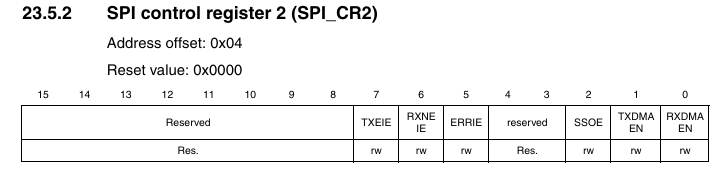 23.5.2 SPI control register 2 (SPI_CR2)
Address offset: 0x04
Reset value: 0x0000
15 14 13 12 11 10 9 8 7 6 5 4 3 2 1 0
Reserved TXEIE RXNE IE ERRIE reserved SSOE TXDMA EN RXDMA EN
Res. rw rw rw Res. rw rw rw